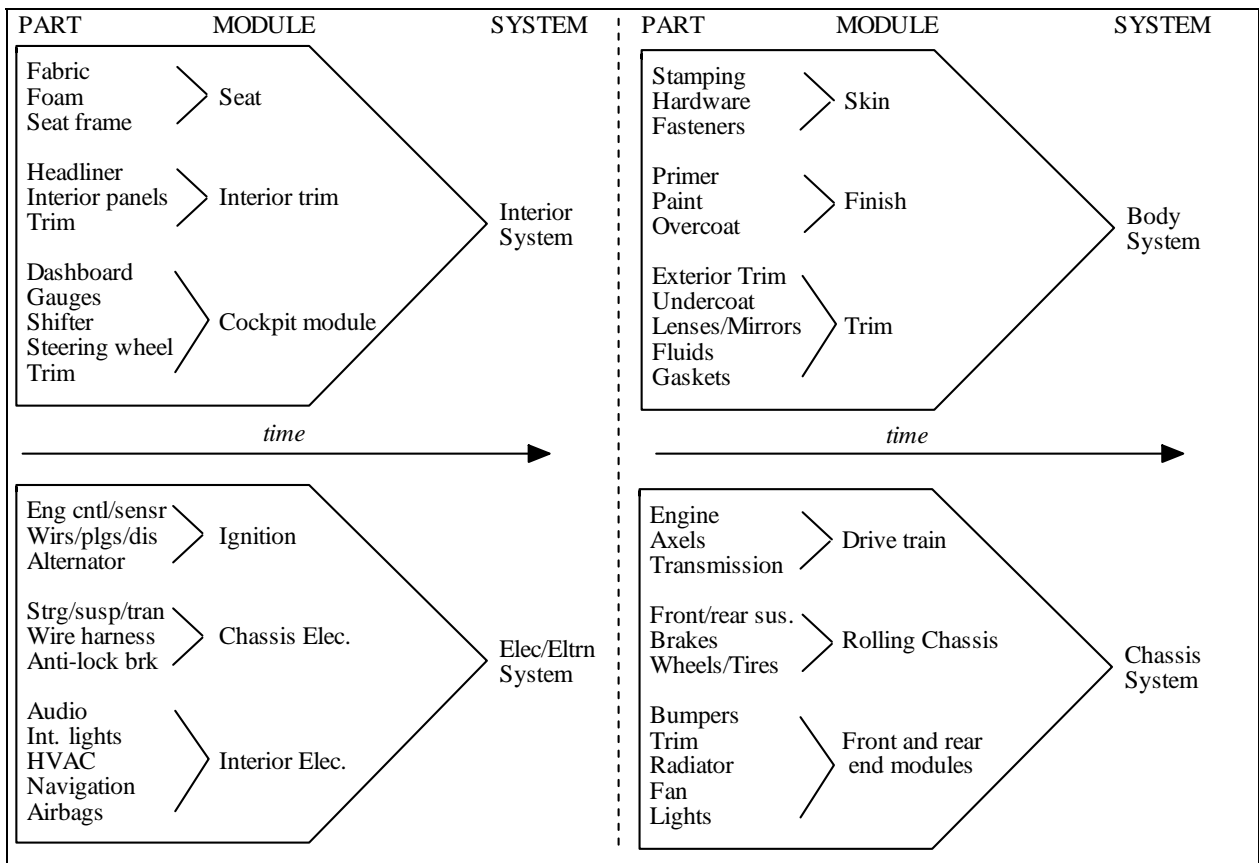 PART MODULE SYSTEM
Fabric
Foam
Seat frame
Seat
Headliner
Interior panels
Trim
Interior trim
Dashboard
Gauges
Shifter
Steering wheel
Trim
Cockpit module
Interior
System
time
PART MODULE SYSTEM
Stamping
Hardware
Fasteners
Skin
Primer
Paint
Overcoat
Finish
Exterior Trim
Undercoat
Lenses/Mirrors
Fluids
Gaskets
Trim
Body
System
time
Eng cntl/sensr
Wirs/plgs/dis
Alternator
Ignition
Strg/susp/tran
Wire harness
Anti-lock brk
Chassis Elec.
Audio
Int. lights
HVAC
Navigation
Airbags
Interior Elec.
Elec/Eltrn
System
Engine
Axels
Transmission
Drive train
Front/rear sus.
Brakes
Wheels/Tires
Rolling Chassis
Bumpers
Trim
Radiator
Fan
Lights
Front and rear
end modules
Chassis
System